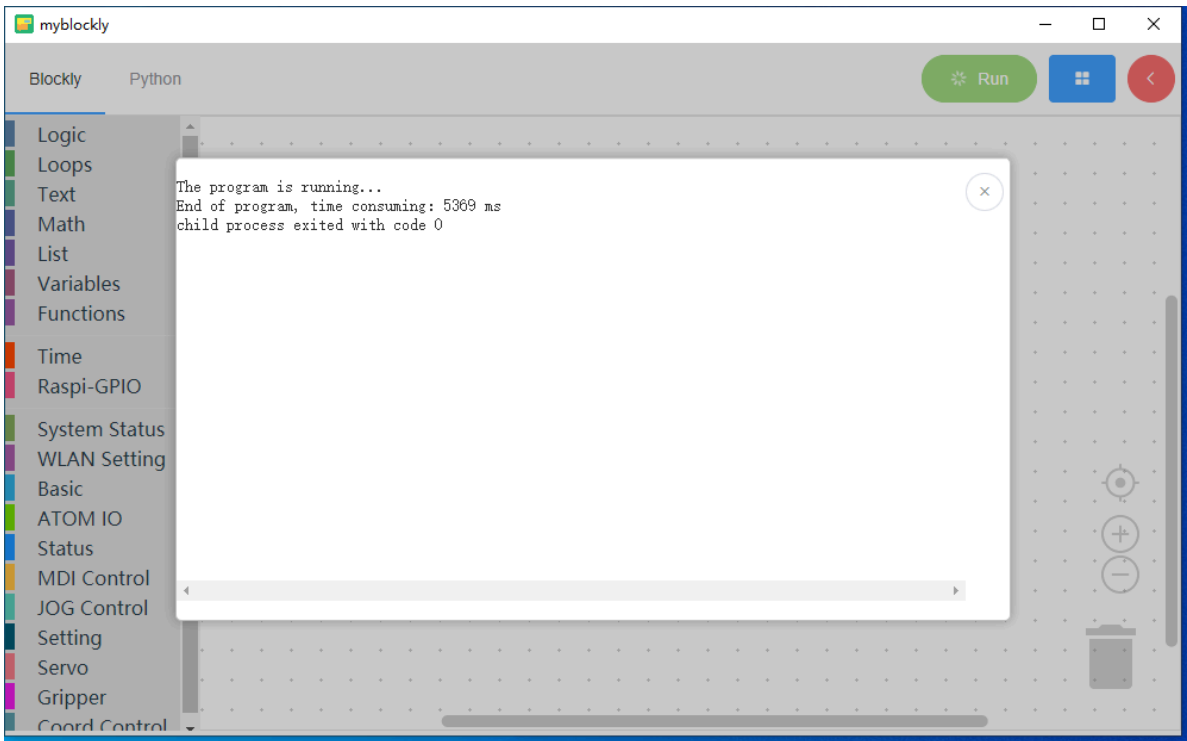 myblockly
Blockly
Python
Run
Logic
Loops
Text
Math
List
Variables
Functions
Time
Raspi-GPIO
System Status
WLAN Setting
Basic
ATOM IO
Status
MDI Control
JOG Control
Setting
Servo
Gripper
Coord Control
The program is running...
End of program, time consuming: 5369 ms
child process exited with code 0